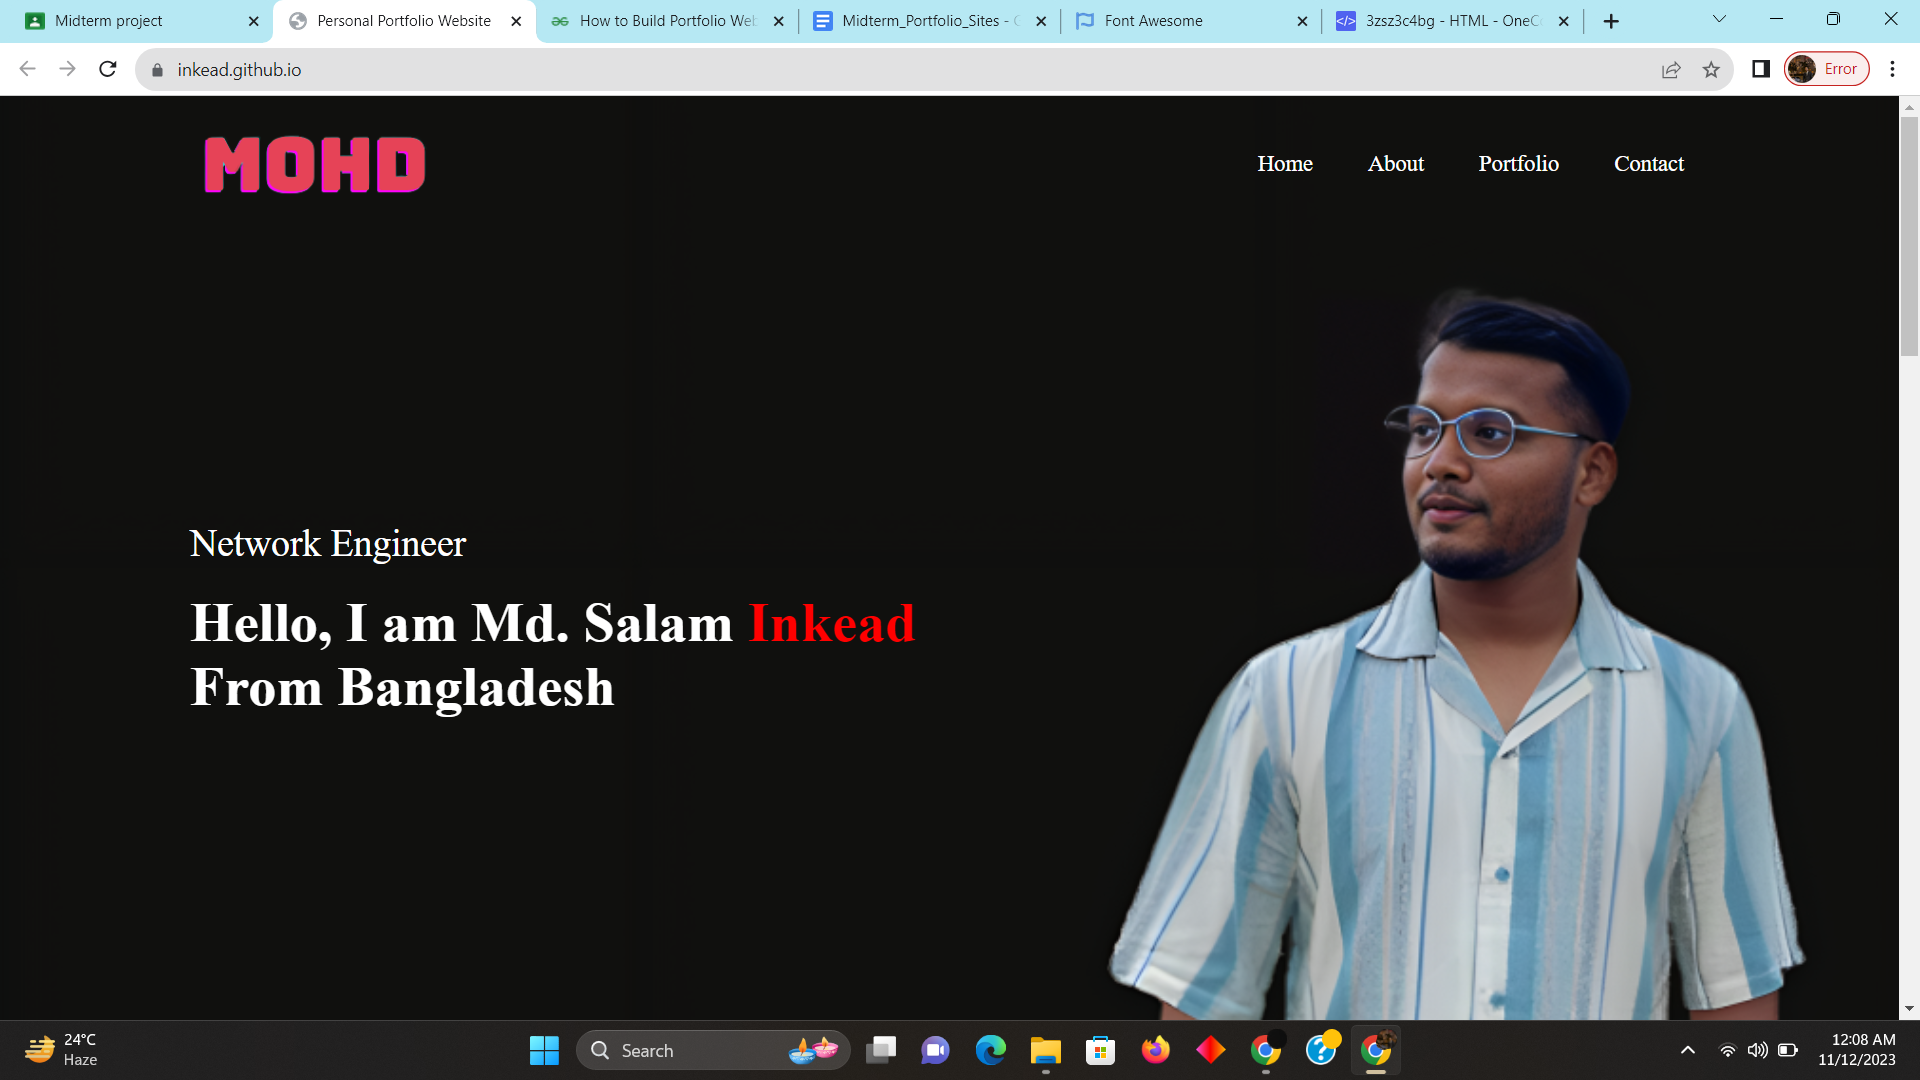 Midterm project
Personal Portfolio Website
How to Build Portfolio Web
Midterm_Portfolio_Sites -
Font Awesome
3zsz3c4bg - HTML - OneCo
inkead.github.io
Error
MOHD
Home
About
Portfolio
Contact
Network Engineer
Hello, I am Md. Salam Inkead
From Bangladesh
24°C
Haze
Search
12:08 AM
11/12/2023